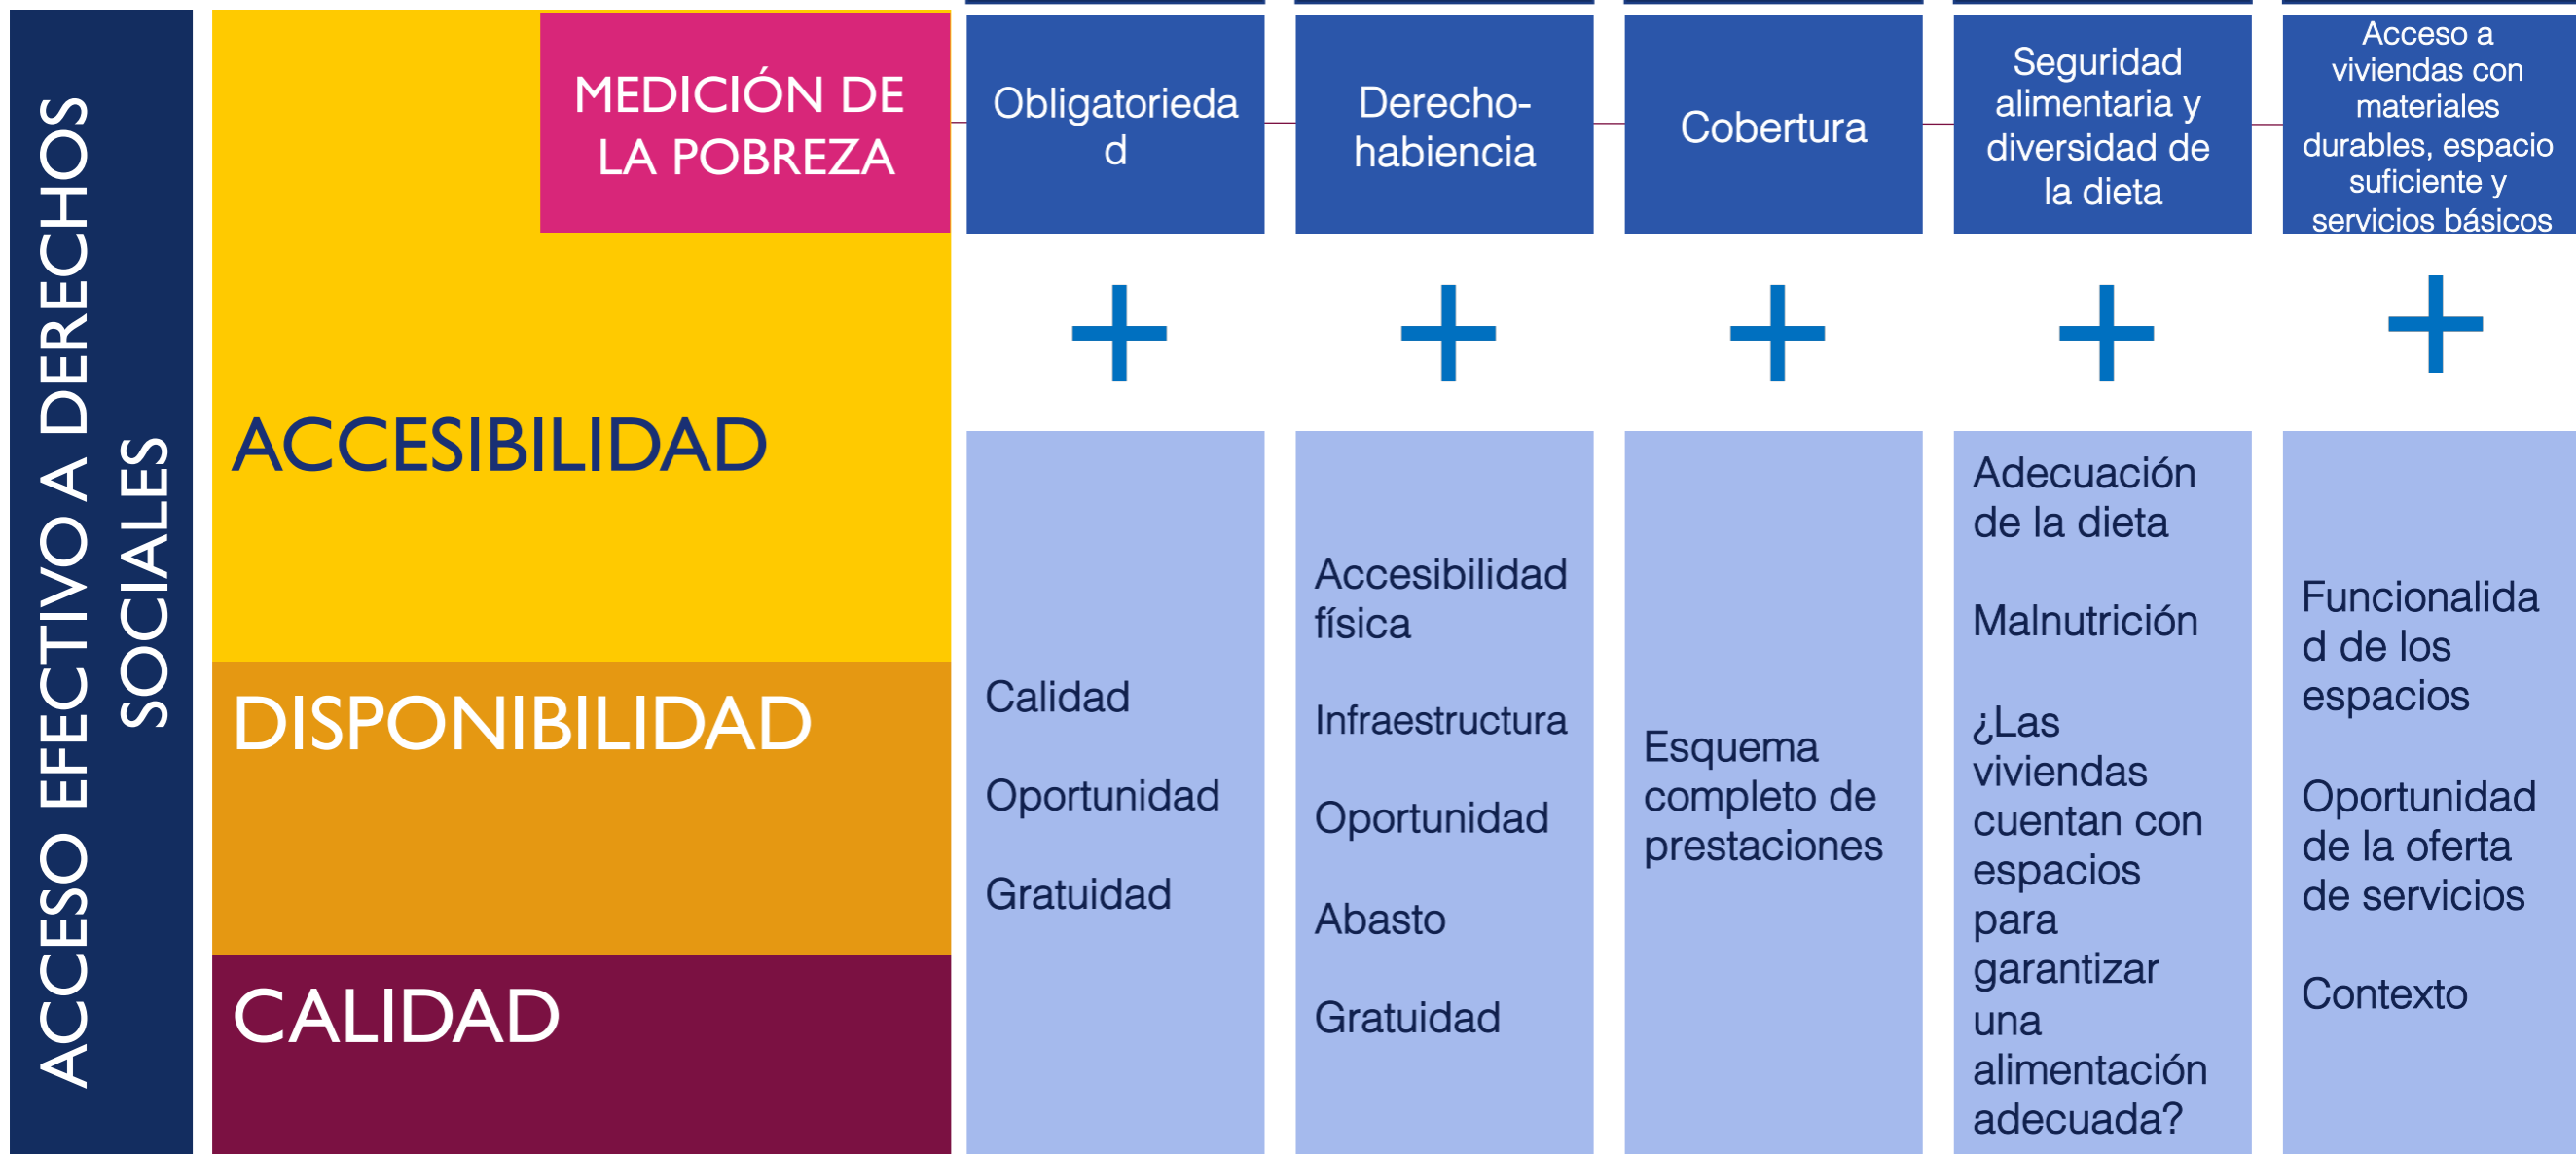 ACCESO EFECTIVO A DERECHOS
SOCIALES
MEDICIÓN DE
LA POBREZA
ACCESIBILIDAD
DISPONIBILIDAD
CALIDAD
Obligatorieda
d
Derecho-
habiencia
Cobertura
Seguridad
alimentaria y
diversidad de
la dieta
Acceso a
viviendas con
materiales
durables, espacio
suficiente y
servicios básicos
+
+
+
+
+
Calidad
Oportunidad
Gratuidad
Accesibilidad
física
Infraestructura
Oportunidad
Abasto
Gratuidad
Esquema
completo de
prestaciones
Adecuación
de la dieta
Malnutrición
¿Las
viviendas
cuentan con
espacios
para
garantizar
una
alimentación
adecuada?
Funcionalida
d de los
espacios
Oportunidad
de la oferta
de servicios
Contexto